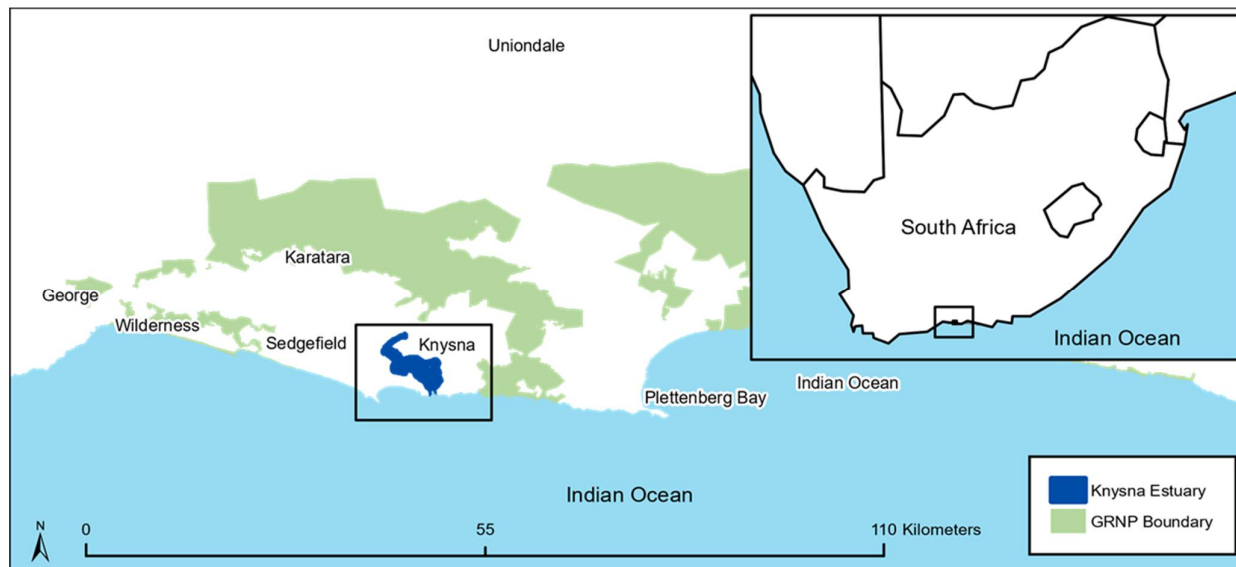 Uniondale
South Africa
Karatara
George
Wilderness
Sedgefield
Knysna
Indian Ocean
Plettenberg Bay
Indian Ocean
Indian Ocean
Knysna Estuary
GRNP Boundary
N
0
55
110 Kilometers